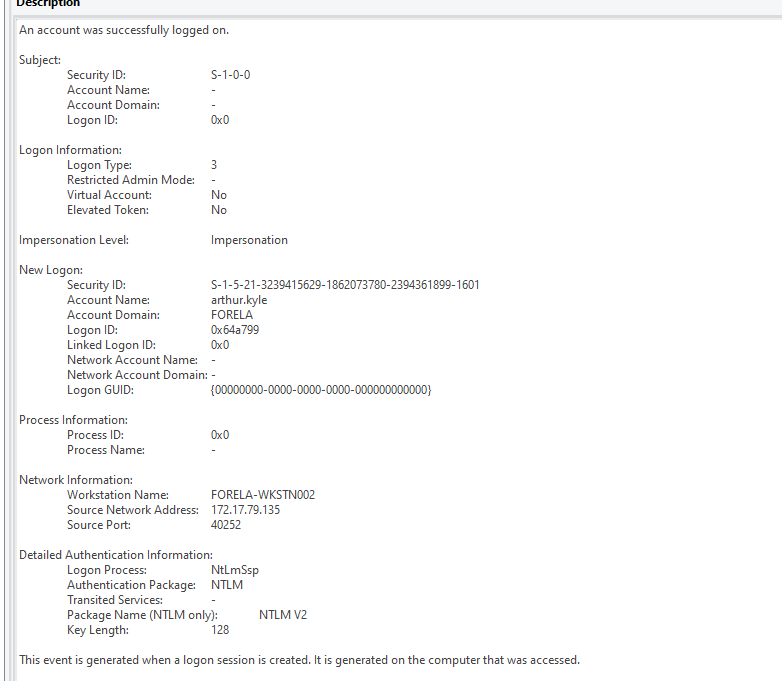 Description
An account was successfully logged on.
Subject:
Security ID: S-1-0-0
Account Name: -
Account Domain: -
Logon ID: 0x0
Logon Information:
Logon Type: 3
Restricted Admin Mode: -
Virtual Account: No
Elevated Token: No
Impersonation Level: Impersonation
New Logon:
Security ID: S-1-5-21-3239415629-1862073780-2394361899-1601
Account Name: arthur.kyle
Account Domain: FORELA
Logon ID: 0x64a799
Linked Logon ID: 0x0
Network Account Name: -
Network Account Domain: -
Logon GUID: {00000000-0000-0000-0000-000000000000}
Process Information:
Process ID: 0x0
Process Name: -
Network Information:
Workstation Name: FORELA-WKSTN002
Source Network Address: 172.17.79.135
Source Port: 40252
Detailed Authentication Information:
Logon Process: NtLmSsp
Authentication Package: NTLM
Transited Services: -
Package Name (NTLM only): NTLM V2
Key Length: 128
This event is generated when a logon session is created. It is generated on the computer that was accessed.